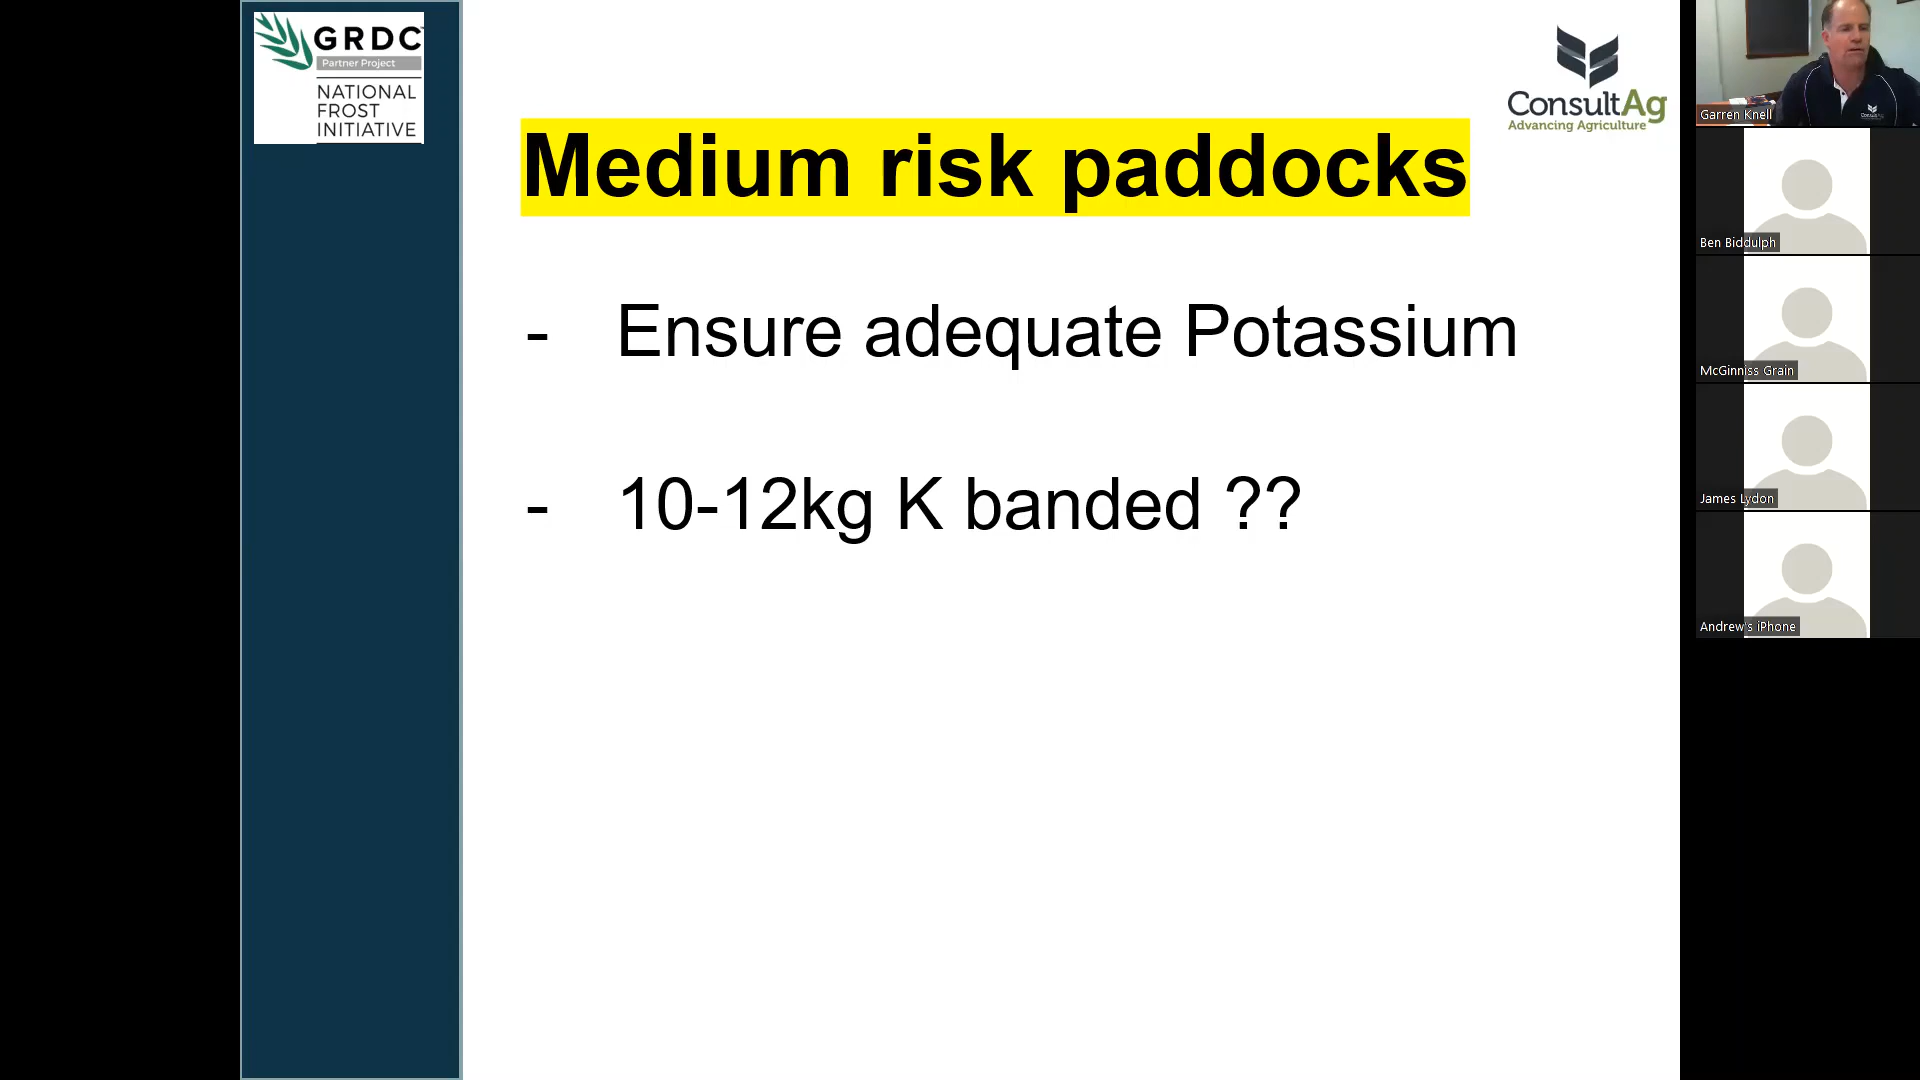 GRDC
Partner Project
NATIONAL
FROST
INITIATIVE
ConsultAg
Advancing Agriculture
Medium risk paddocks
- Ensure adequate Potassium
- 10-12kg K banded ??
Garren Knell
Ben Biddulph
McGinniss Grain
James Lydon
Andrew's iPhone